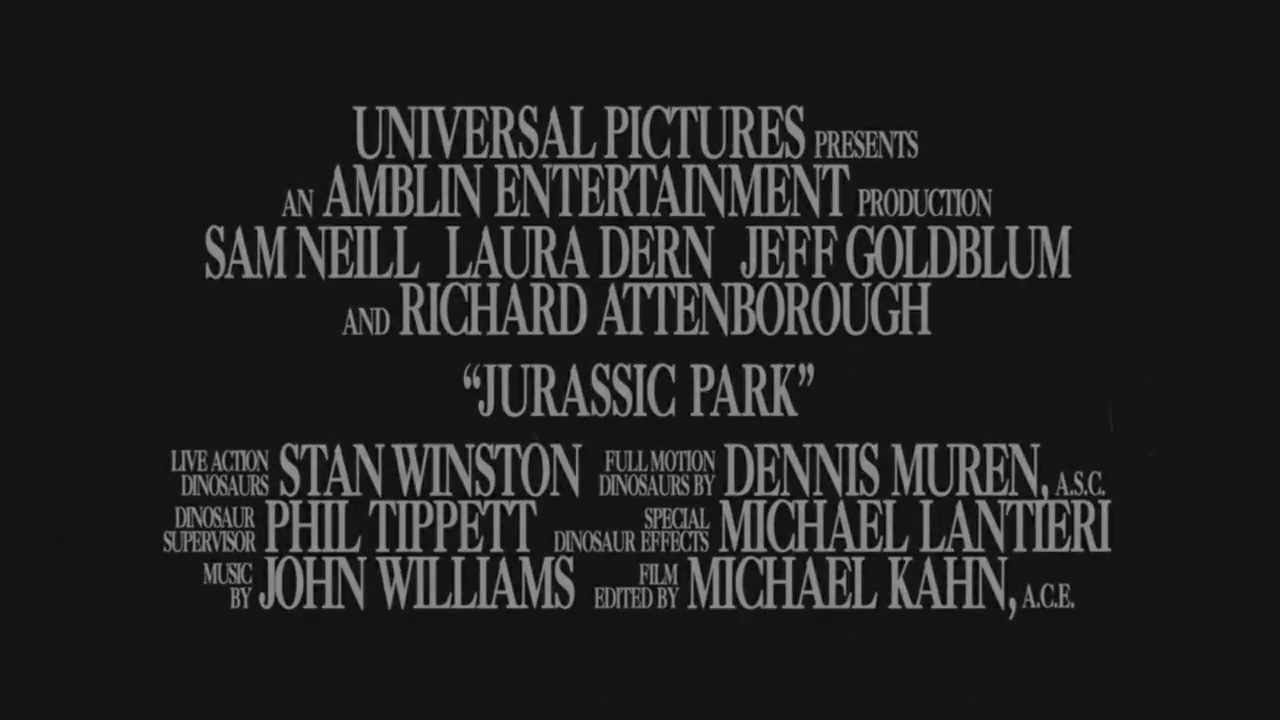 UNIVERSAL PICTURES PRESENTS
AN AMBLIN ENTERTAINMENT PRODUCTION
SAM NEILL LAURA DERN JEFF GOLDBLUM
AND RICHARD ATTENBOROUGH
“JURASSIC PARK”
LIVE ACTION DINOSAURS STAN WINSTON FULL MOTION DINOSAURS BY DENNIS MUREN, A.S.C.
DINOSAUR SUPERVISOR PHIL TIPPETT SPECIAL DINOSAUR EFFECTS MICHAEL LANTIERI
MUSIC BY JOHN WILLIAMS FILM EDITED BY MICHAEL KAHN, A.C.E.